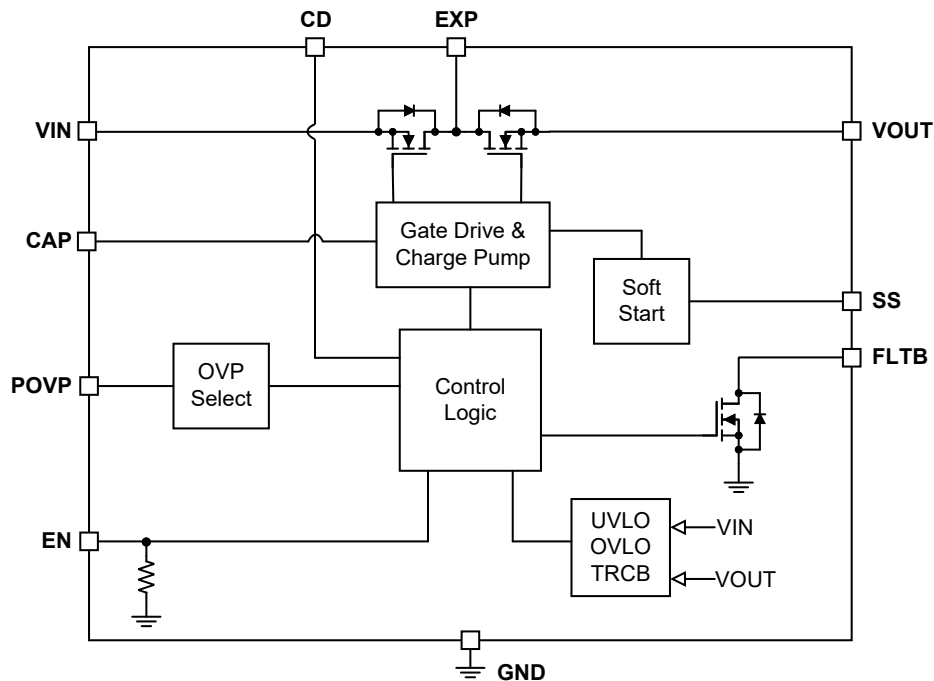 CD
EXP
VIN
VOUT
CAP
Gate Drive &
Charge Pump
Soft
Start
SS
FLTB
POVP
OVP
Select
Control
Logic
EN
UVLO
OVLO
TRCB
VIN
VOUT
GND